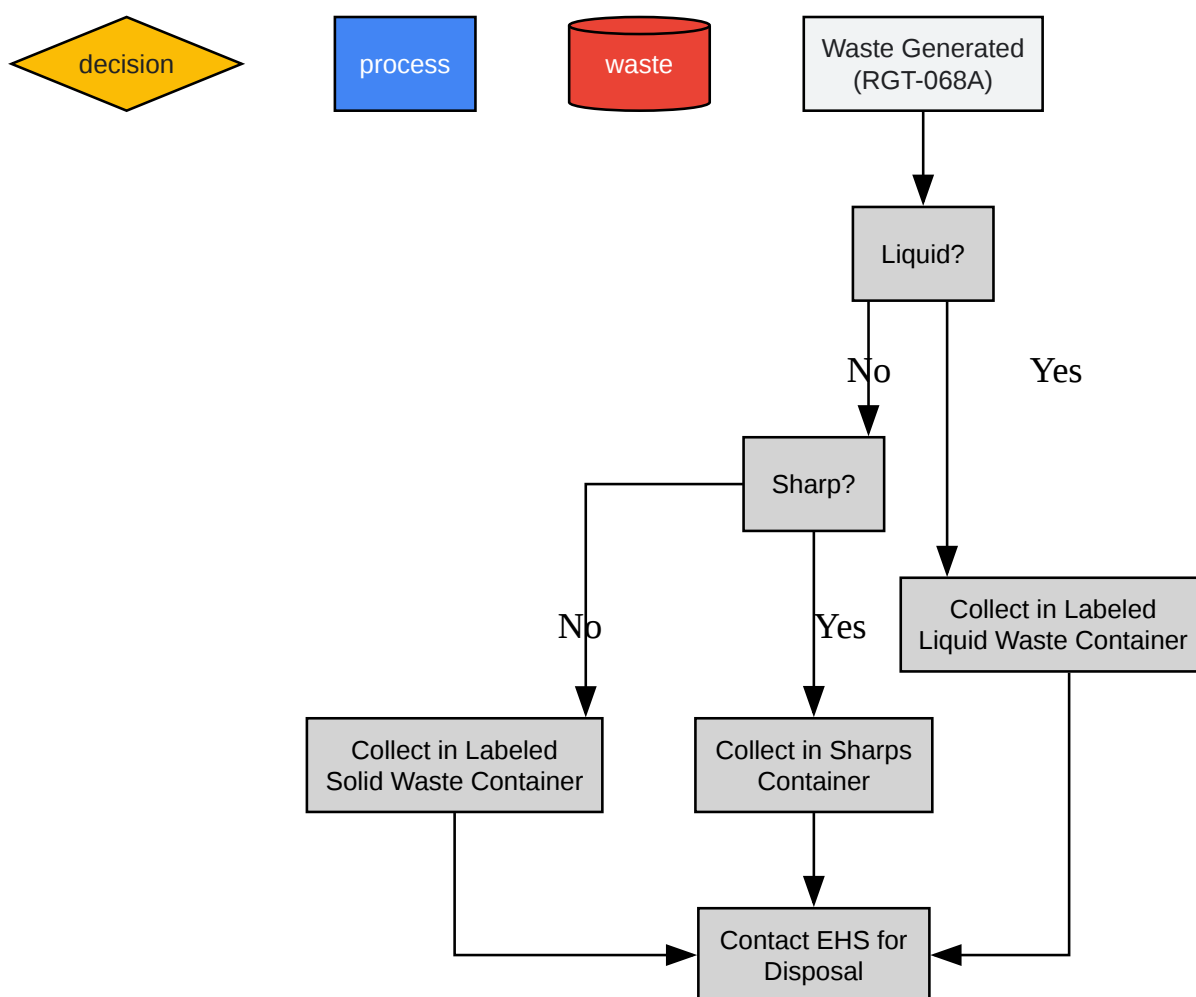 decision
process
waste
Waste Generated
(RGT-068A)
Liquid?
No
Yes
Sharp?
No
Yes
Collect in Labeled
Liquid Waste Container
Collect in Labeled
Solid Waste Container
Collect in Sharps
Container
Contact EHS for
Disposal